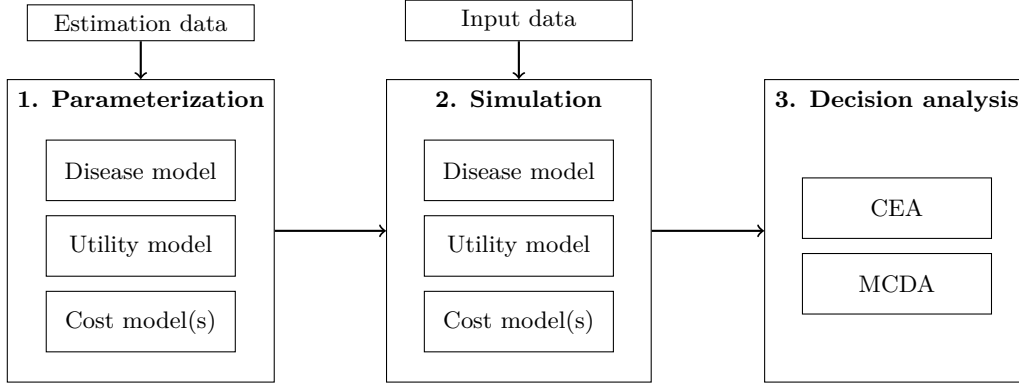 Estimation data
Input data
1. Parameterization
2. Simulation
3. Decision analysis
Disease model
Utility model
Cost model(s)
Disease model
Utility model
Cost model(s)
CEA
MCDA